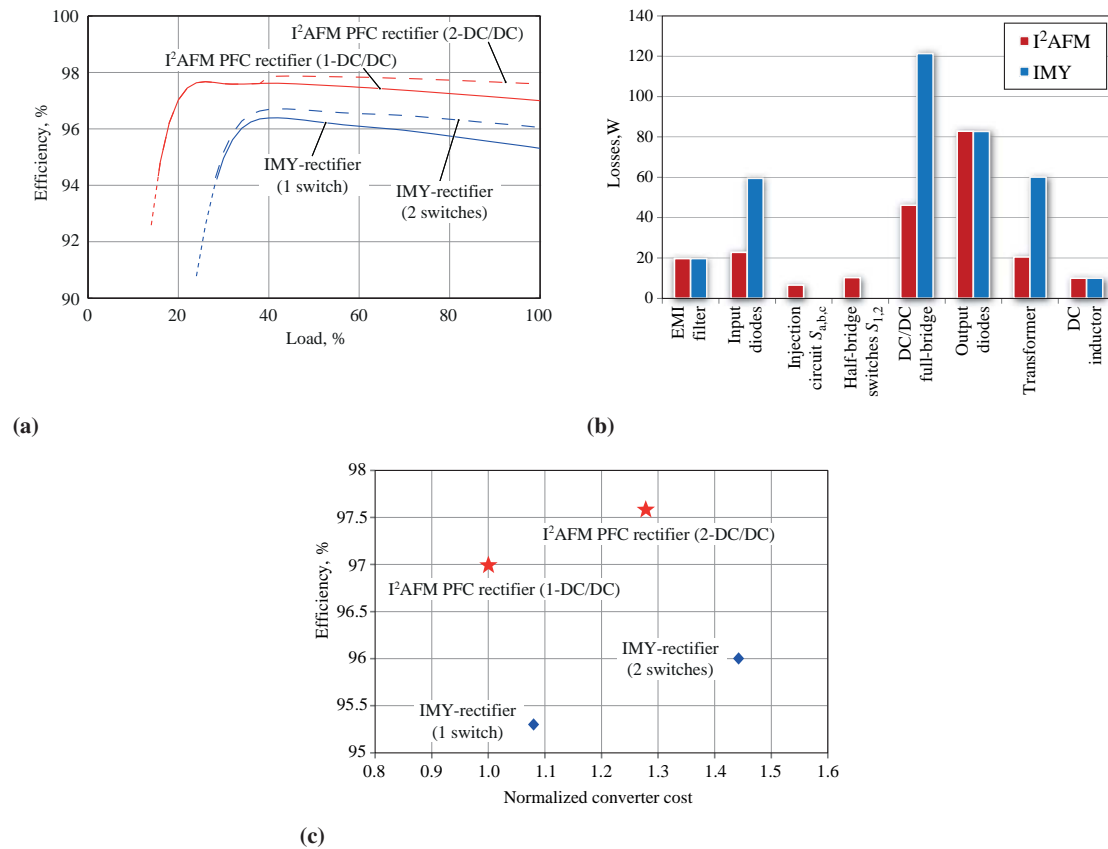 100
98
96
94
92
90
Efficiency, %
I²AFM PFC rectifier (2-DC/DC)
I²AFM PFC rectifier (1-DC/DC)
IMY-rectifier
(1 switch)
IMY-rectifier
(2 switches)
0
20
40
60
80
100
Load, %
(a)
140
120
100
80
60
40
20
0
Losses,W
I²AFM
IMY
EMI
filter
Input
diodes
Injection
circuit Sa,b,c
Half-bridge
switches S1,2
DC/DC
full-bridge
Output
diodes
Transformer
DC
inductor
(b)
98
97.5
97
96.5
96
95.5
95
Efficiency, %
I²AFM PFC rectifier (2-DC/DC)
I²AFM PFC rectifier (1-DC/DC)
IMY-rectifier
(2 switches)
IMY-rectifier
(1 switch)
0.8
0.9
1.0
1.1
1.2
1.3
1.4
1.5
1.6
Normalized converter cost
(c)